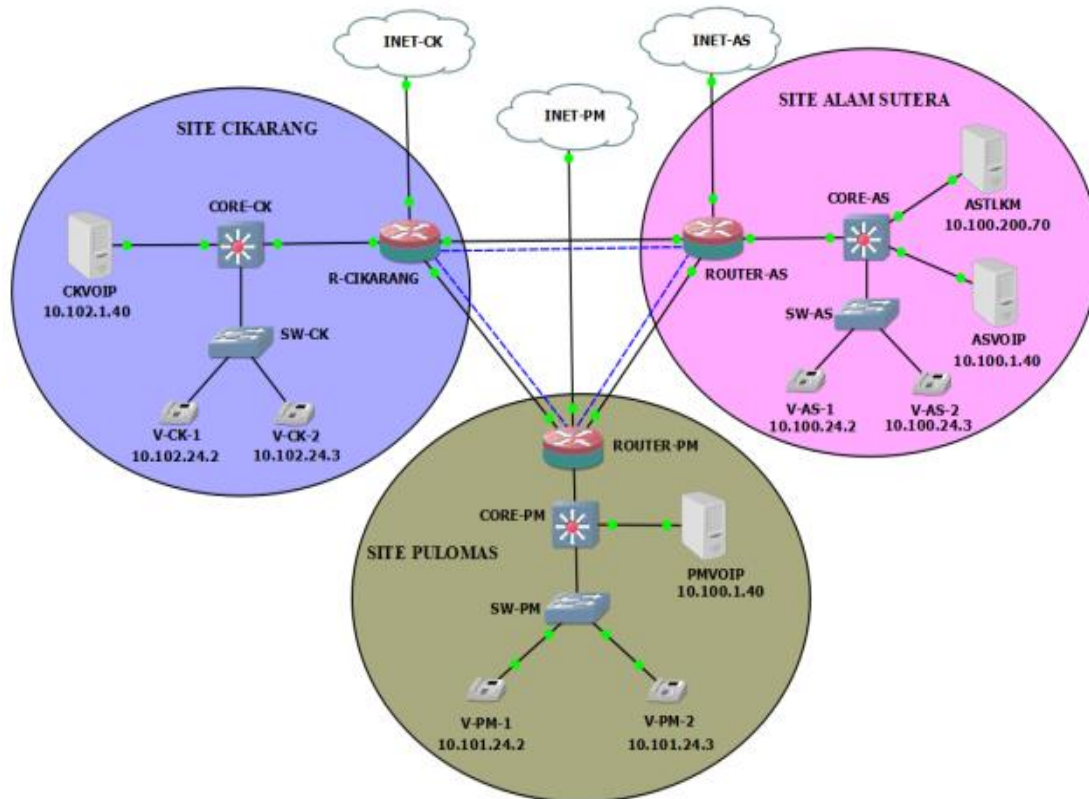 INET-CK
INET-AS
INET-PM
SITE CIKARANG
CORE-CK
CKVOIP
10.102.1.40
R-CIKARANG
SW-CK
V-CK-1
10.102.24.2
V-CK-2
10.102.24.3
SITE ALAM SUTERA
ASTLKM
10.100.200.70
CORE-AS
ROUTER-AS
SW-AS
ASVOIP
10.100.1.40
V-AS-1
10.100.24.2
V-AS-2
10.100.24.3
ROUTER-PM
CORE-PM
SITE PULOMAS
PMVOIP
10.100.1.40
SW-PM
V-PM-1
10.101.24.2
V-PM-2
10.101.24.3